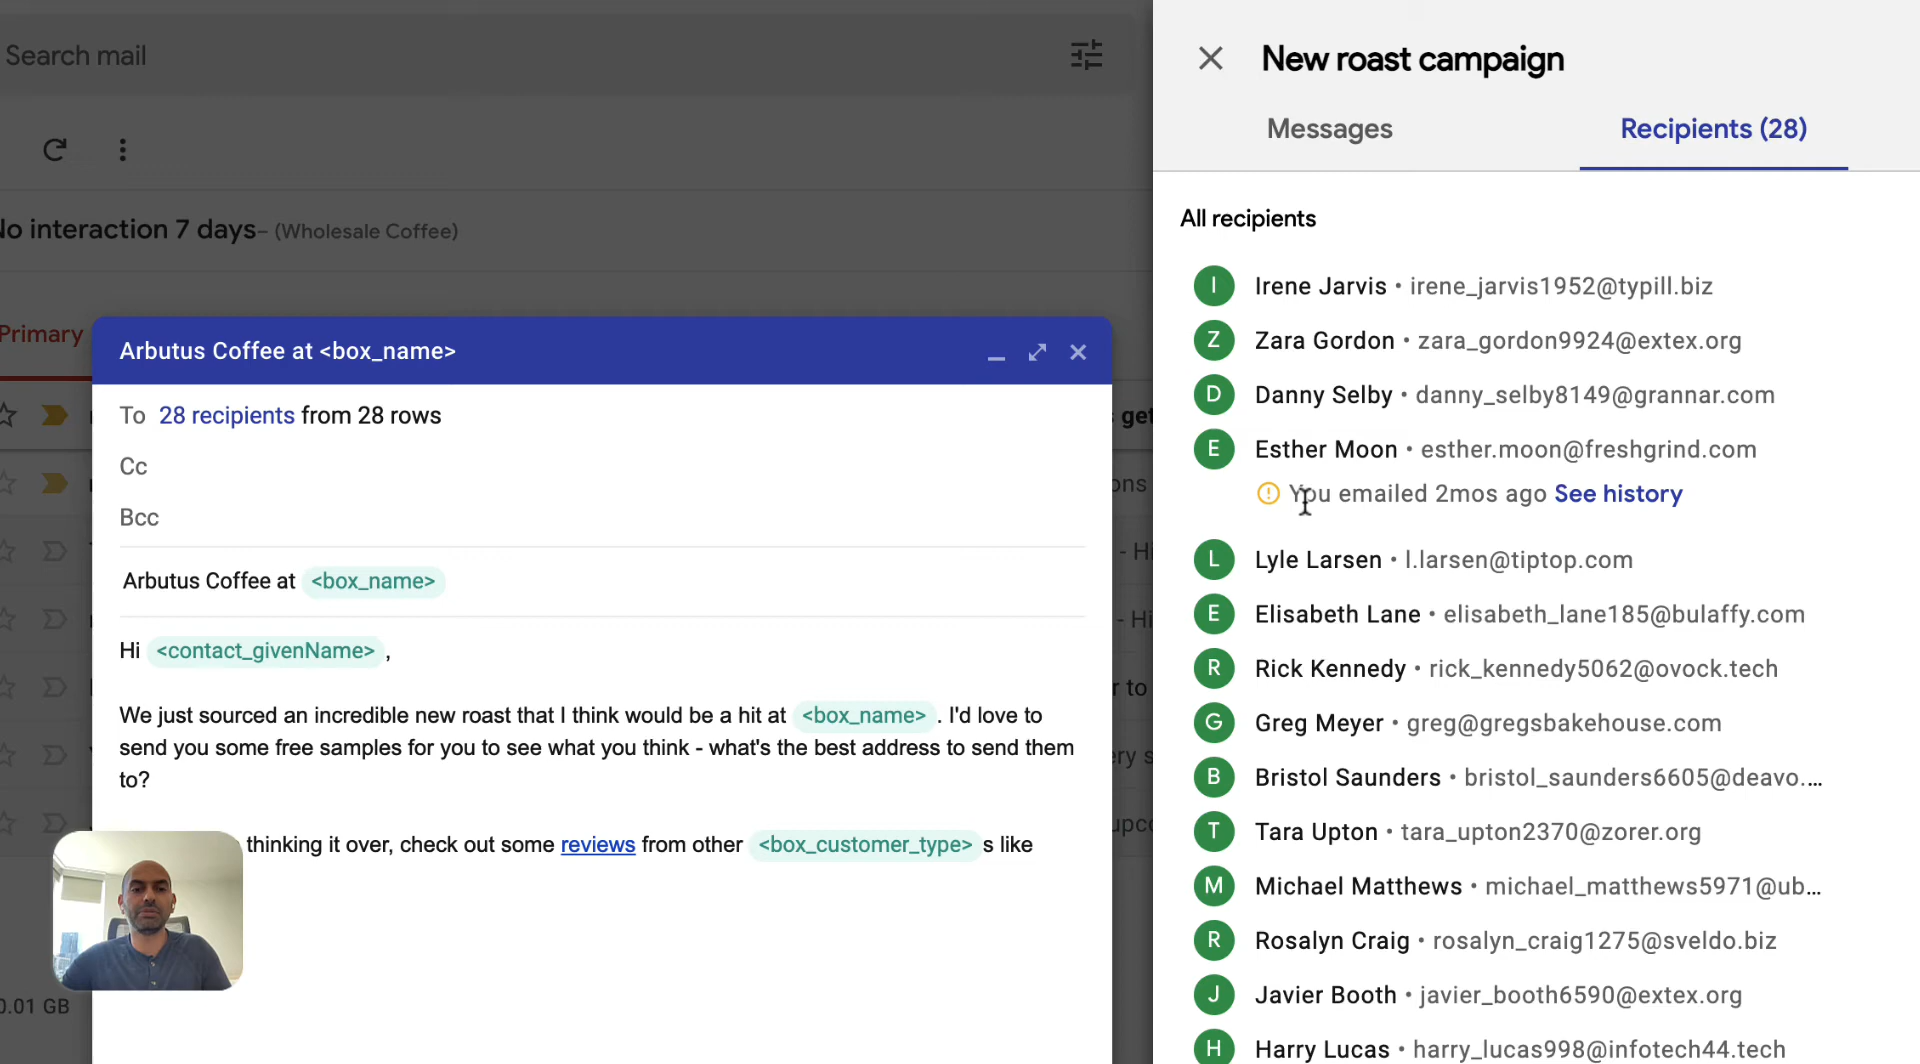 Search mail
No interaction 7 days– (Wholesale Coffee)
Primary
Arbutus Coffee at <box_name>
To 28 recipients from 28 rows
Cc
Bcc
Arbutus Coffee at <box_name>
Hi <contact_givenName> ,
We just sourced an incredible new roast that I think would be a hit at <box_name> . I'd love to
send you some free samples for you to see what you think - what's the best address to send them
to?
thinking it over, check out some reviews from other <box_customer_type> s like
0.01 GB
New roast campaign
Messages
Recipients (28)
All recipients
I Irene Jarvis • irene_jarvis1952@typill.biz
Z Zara Gordon • zara_gordon9924@extex.org
D Danny Selby • danny_selby8149@grannar.com
E Esther Moon • esther.moon@freshgrind.com
You emailed 2mos ago See history
L Lyle Larsen • l.larsen@tiptop.com
E Elisabeth Lane • elisabeth_lane185@bulaffy.com
R Rick Kennedy • rick_kennedy5062@ovock.tech
G Greg Meyer • greg@gregsbakehouse.com
B Bristol Saunders • bristol_saunders6605@deavo....
T Tara Upton • tara_upton2370@zorer.org
M Michael Matthews • michael_matthews5971@ub...
R Rosalyn Craig • rosalyn_craig1275@sveldo.biz
J Javier Booth • javier_booth6590@extex.org
H Harry Lucas • harry_lucas998@infotech44.tech